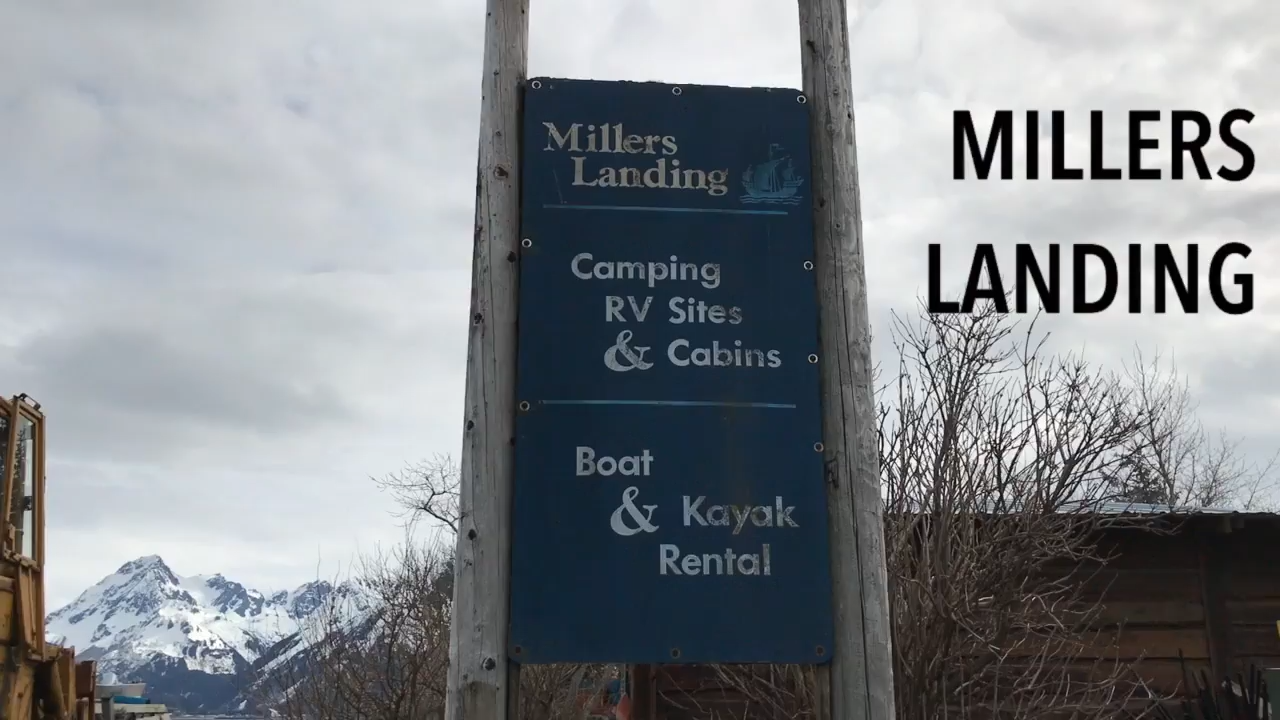 Millers
Landing
Camping
RV Sites
& Cabins
Boat
& Kayak
Rental
MILLERS
LANDING